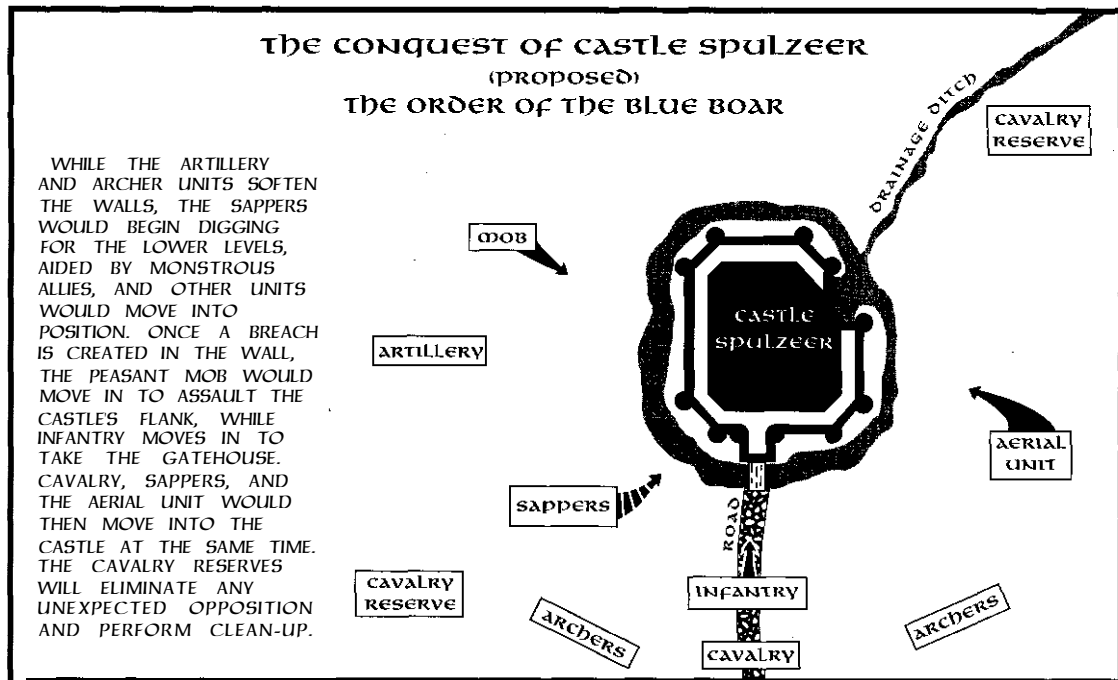 THE CONQUEST OF CASTLE SPULZEER
(PROPOSED)
THE ORDER OF THE BLUE BOAR
WHILE THE ARTILLERY
AND ARCHER UNITS SOFTEN
THE WALLS, THE SAPPERS
WOULD BEGIN DIGGING
FOR THE LOWER LEVELS,
AIDED BY MONSTROUS
ALLIES, AND OTHER UNITS
WOULD MOVE INTO
POSITION. ONCE A BREACH
IS CREATED IN THE WALL,
THE PEASANT MOB WOULD
MOVE IN TO ASSAULT THE
CASTLE'S FLANK, WHILE
INFANTRY MOVES IN TO
TAKE THE GATEHOUSE.
CAVALRY, SAPPERS, AND
THE AERIAL UNIT WOULD
THEN MOVE INTO THE
CASTLE AT THE SAME TIME.
THE CAVALRY RESERVES
WILL ELIMINATE ANY
UNEXPECTED OPPOSITION
AND PERFORM CLEAN-UP.
DRAINAGE DITCH
CAVALRY
RESERVE
MOB
CASTLE
SPULZEER
ARTILLERY
AERIAL
UNIT
SAPPERS
ROAD
CAVALRY
RESERVE
INFANTRY
ARCHERS
ARCHERS
CAVALRY